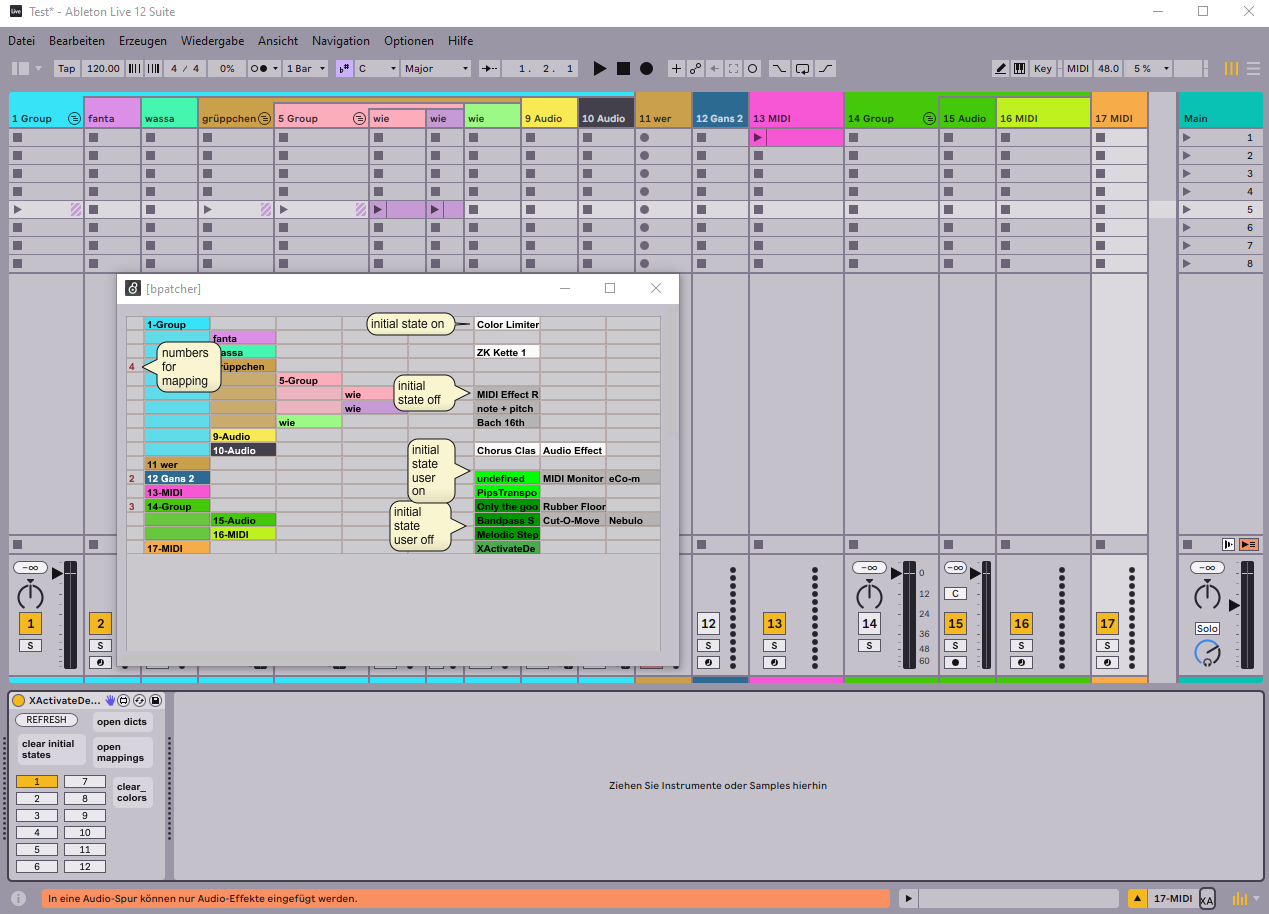 Live Test* - Ableton Live 12 Suite
Datei Bearbeiten Erzeugen Wiedergabe Ansicht Navigation Optionen Hilfe
Tap 120.00 4 / 4 0% 1 Bar C Major 1. 2. 1 Key MIDI 48.0 5 %
1 Group fanta wassa grüppchen 5 Group wie wie wie 9 Audio 10 Audio 11 wer 12 Gans 2 13 MIDI 14 Group 15 Audio 16 MIDI 17 MIDI Main
1
2
3
4
5
6
7
8
[bpatcher]
1-Group initial state on Color Limiter
fanta
numbers
for
mapping
ZK Kette 1
4
5-Group
wie initial
state off MIDI Effect R
wie note + pitch
wie Bach 16th
9-Audio
10-Audio initial
state
user
on Chorus Clas Audio Effect
11 wer
2 12 Gans 2 undefined MIDI Monitor eCo-m
13-MIDI PipsTranspo
3 14-Group initial
state
user off Only the goo Rubber Floor
15-Audio Bandpass S Cut-O-Move Nebulo
16-MIDI Melodic Step
17-MIDI XActivateDe
-∞ -∞ -∞ -∞
0
12
24
36
48
60
C
1 2 12 13 14 15 16 17 Solo
S S S S S S S
XActivateDe...
REFRESH open dicts
clear initial
states
open
mappings
1 7
2 8
3 9
4 10
5 11
6 12
clear_
colors
Ziehen Sie Instrumente oder Samples hierhin
In eine Audio-Spur können nur Audio-Effekte eingefügt werden.
17-MIDI XA